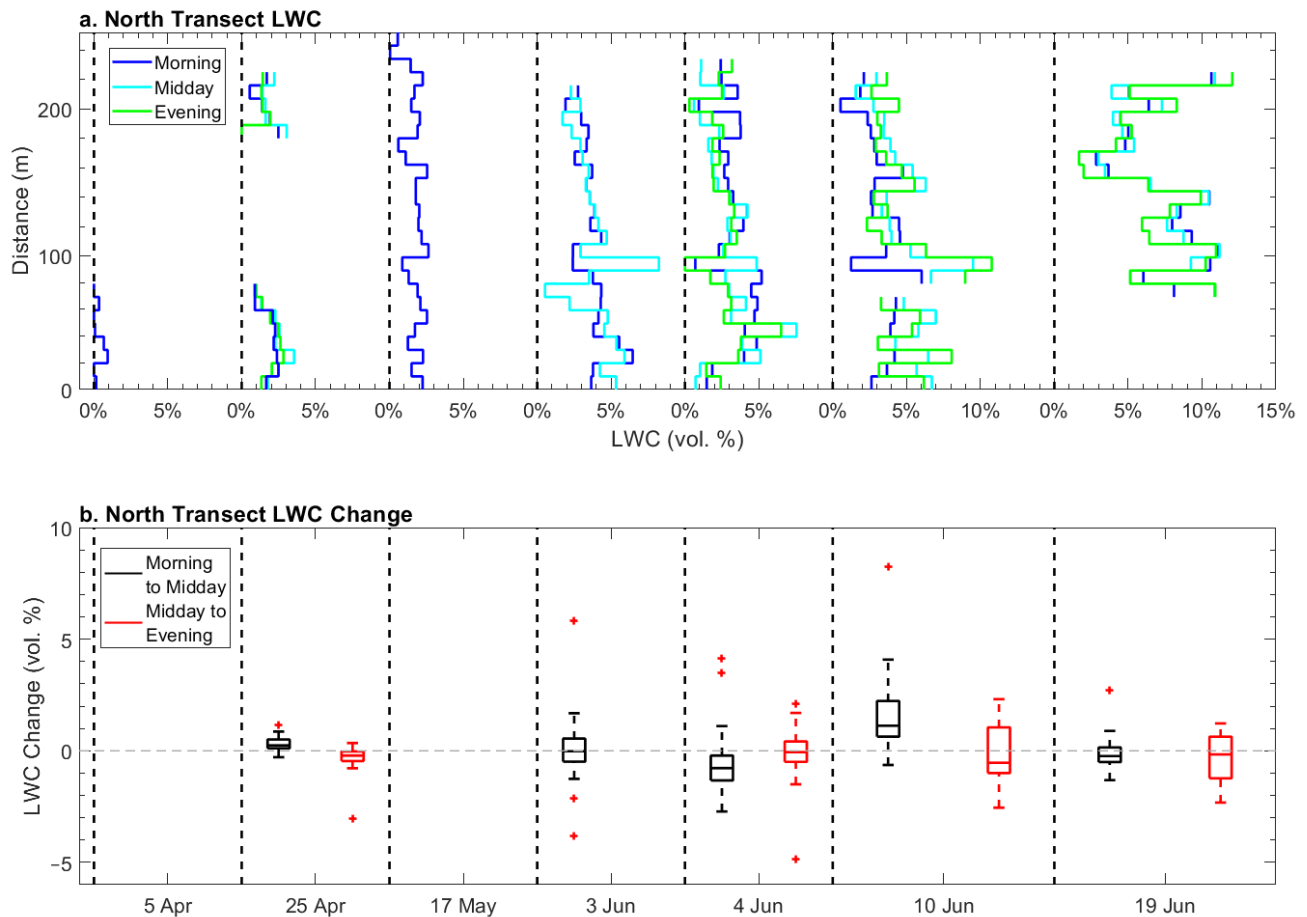 a. North Transect LWC
Morning
Midday
Evening
Distance (m)
200
100
0
0% 5% 0% 5% 0% 5% 0% 5% 0% 5% 0% 5% 10% 0% 5% 10% 15%
LWC (vol. %)
b. North Transect LWC Change
Morning
to Midday
Midday to
Evening
LWC Change (vol. %)
10
5
0
−5
5 Apr 25 Apr 17 May 3 Jun 4 Jun 10 Jun 19 Jun